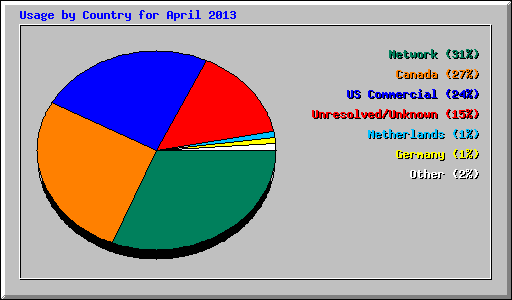 Usage by Country for April 2013
Network (31%)
Canada (27%)
US Commercial (24%)
Unresolved/Unknown (15%)
Netherlands (1%)
Germany (1%)
Other (2%)